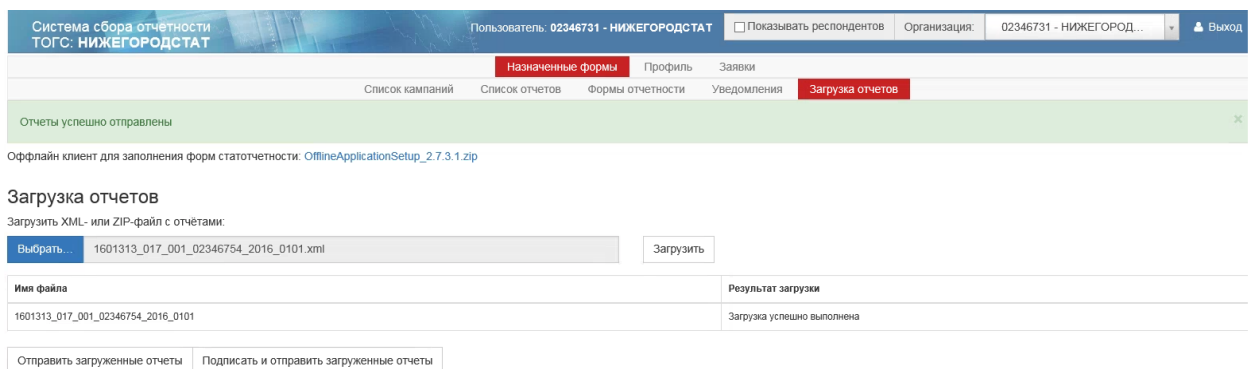 Система сбора отчетности
ТОГС: НИЖЕГОРОДСТАТ
Пользователь: 02346731 - НИЖЕГОРОДСТАТ
Показывать респондентов
Организация:
02346731 - НИЖЕГОРОД...
Выход
Назначенные формы Профиль Заявки
Список кампаний Список отчетов Формы отчетности Уведомления Загрузка отчетов
Отчеты успешно отправлены ×
Оффлайн клиент для заполнения форм статотчетности: OfflineApplicationSetup_2.7.3.1.zip
Загрузка отчетов
Загрузить XML- или ZIP-файл с отчётами:
Выбрать... 1601313_017_001_02346754_2016_0101.xml Загрузить
Имя файла Результат загрузки
1601313_017_001_02346754_2016_0101 Загрузка успешно выполнена
Отправить загруженные отчеты Подписать и отправить загруженные отчеты